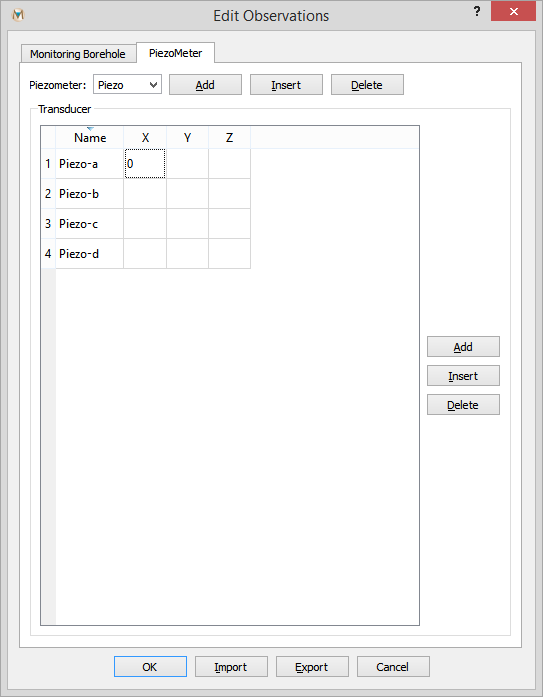 Edit Observations
?
Monitoring Borehole PiezoMeter
Piezometer: Piezo Add Insert Delete
Transducer
Name X Y Z
1 Piezo-a 0
2 Piezo-b
3 Piezo-c
4 Piezo-d
Add
Insert
Delete
OK Import Export Cancel